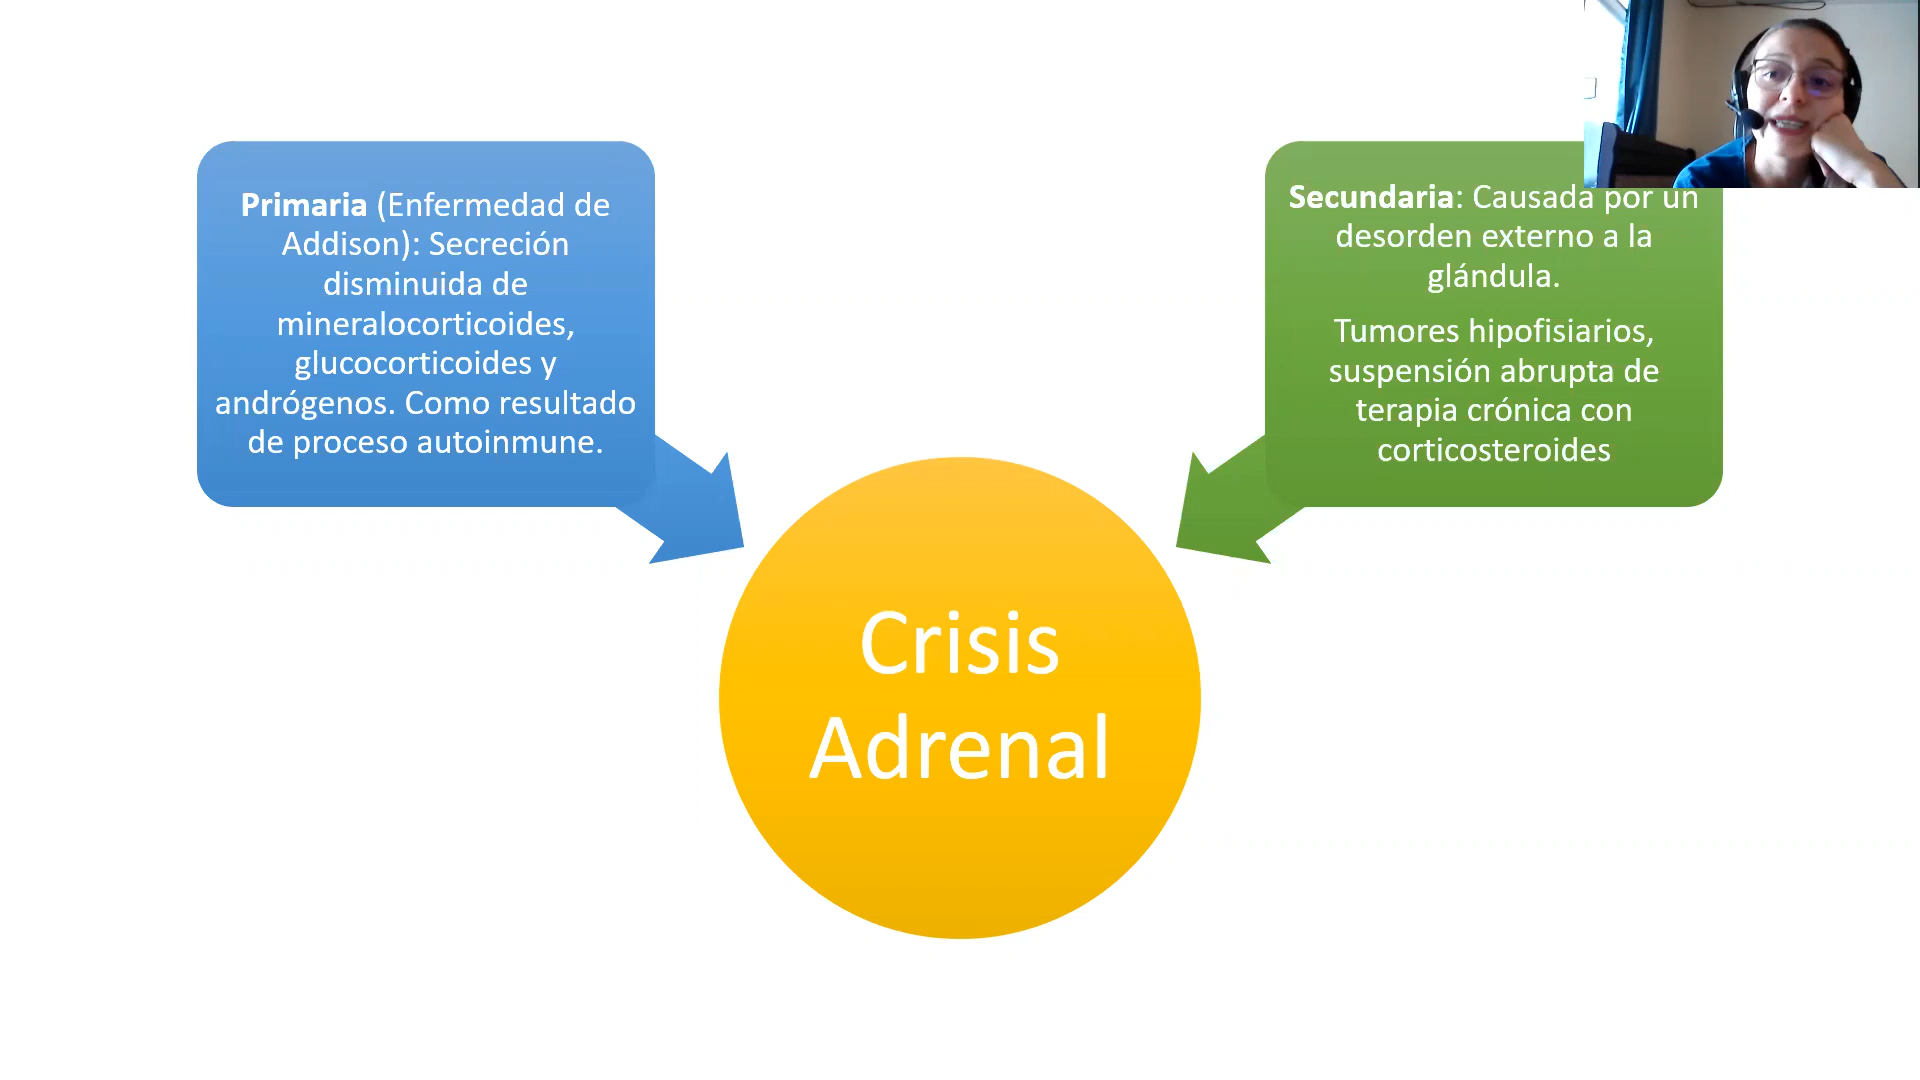 Primaria (Enfermedad de
Addison): Secreción
disminuida de
mineralocorticoides,
glucocorticoides y
andrógenos. Como resultado
de proceso autoinmune.
Secundaria: Causada por un
desorden externo a la
glándula.
Tumores hipofisiarios,
suspensión abrupta de
terapia crónica con
corticosteroides
Crisis
Adrenal